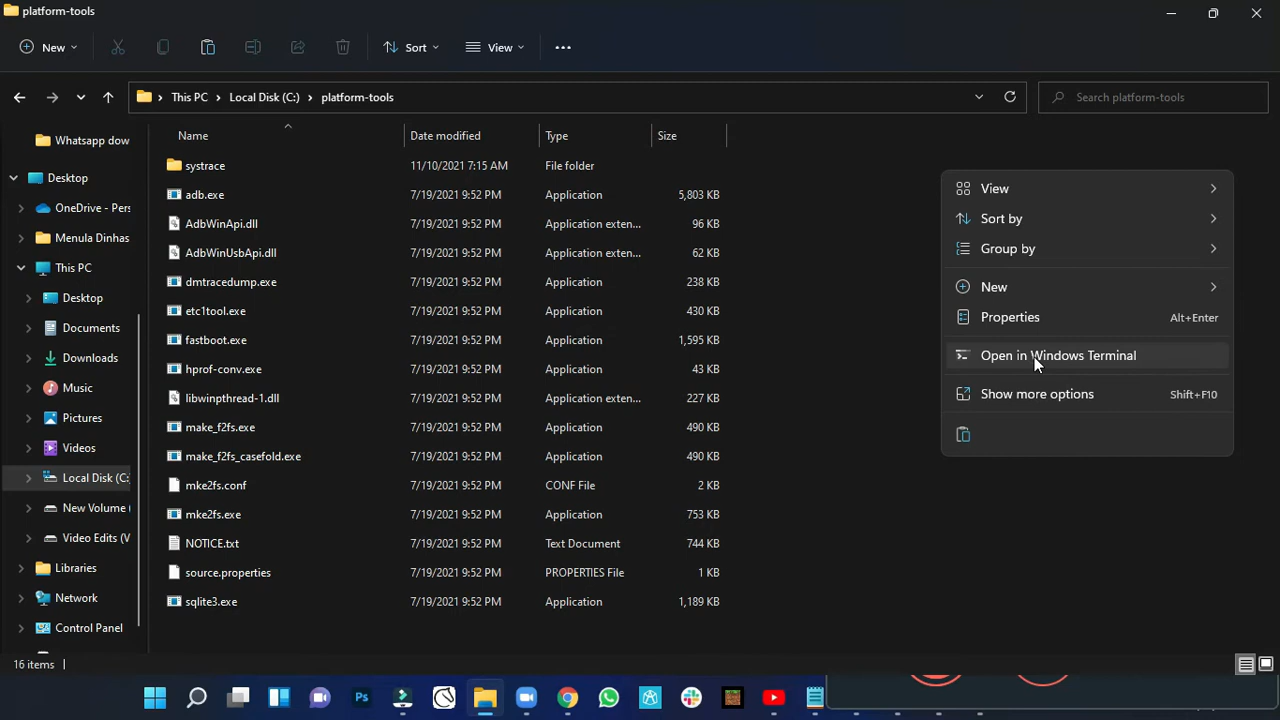 platform-tools
New
Sort
View
This PC
Local Disk (C:)
platform-tools
Search platform-tools
Whatsapp dow
Desktop
OneDrive - Pers
Menula Dinhas
This PC
Desktop
Documents
Downloads
Music
Pictures
Videos
Local Disk (C:
New Volume (
Video Edits (V
Libraries
Network
Control Panel
Name Date modified Type Size
systrace 11/10/2021 7:15 AM File folder
adb.exe 7/19/2021 9:52 PM Application 5,803 KB
AdbWinApi.dll 7/19/2021 9:52 PM Application exten... 96 KB
AdbWinUsbApi.dll 7/19/2021 9:52 PM Application exten... 62 KB
dmtracedump.exe 7/19/2021 9:52 PM Application 238 KB
etc1tool.exe 7/19/2021 9:52 PM Application 430 KB
fastboot.exe 7/19/2021 9:52 PM Application 1,595 KB
hprof-conv.exe 7/19/2021 9:52 PM Application 43 KB
libwinpthread-1.dll 7/19/2021 9:52 PM Application exten... 227 KB
make_f2fs.exe 7/19/2021 9:52 PM Application 490 KB
make_f2fs_casefold.exe 7/19/2021 9:52 PM Application 490 KB
mke2fs.conf 7/19/2021 9:52 PM CONF File 2 KB
mke2fs.exe 7/19/2021 9:52 PM Application 753 KB
NOTICE.txt 7/19/2021 9:52 PM Text Document 744 KB
source.properties 7/19/2021 9:52 PM PROPERTIES File 1 KB
sqlite3.exe 7/19/2021 9:52 PM Application 1,189 KB
View
Sort by
Group by
New
Properties Alt+Enter
Open in Windows Terminal
Show more options Shift+F10
16 items
Ps